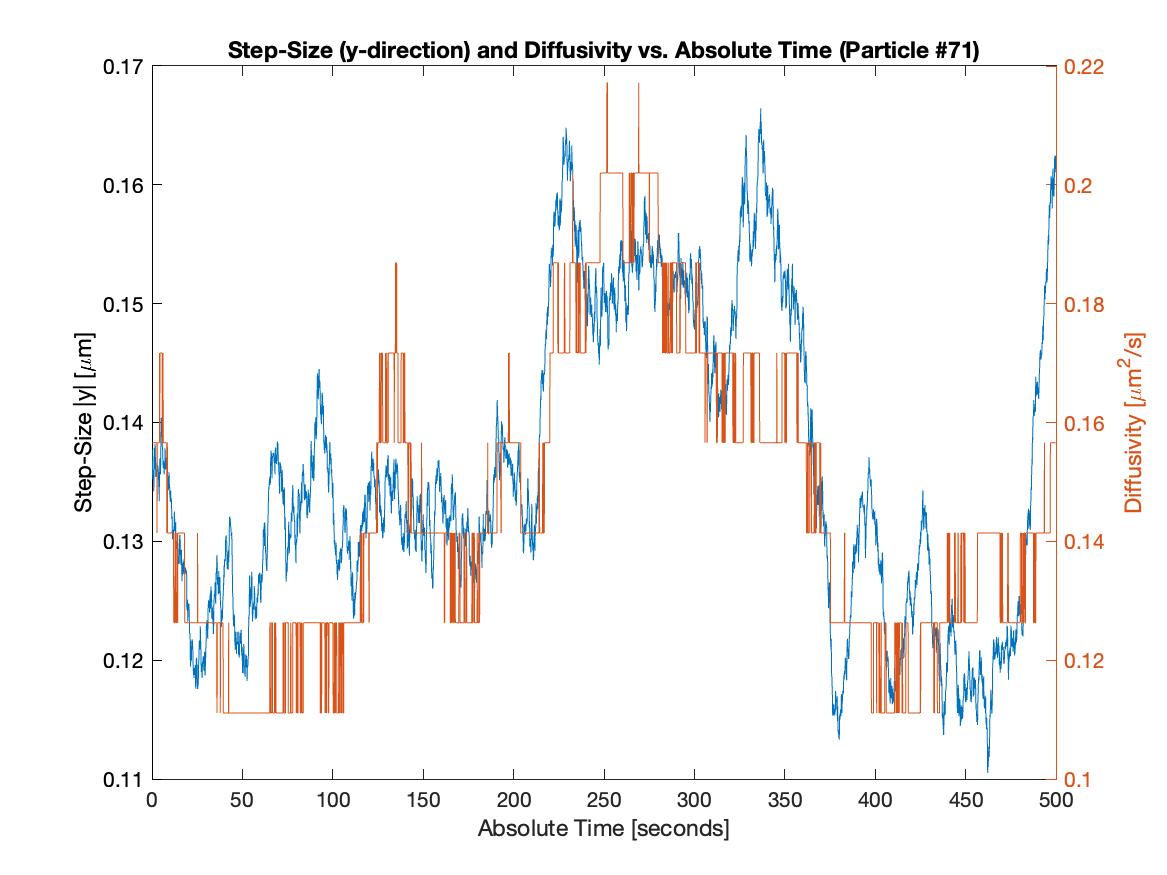 Step-Size (y-direction) and Diffusivity vs. Absolute Time (Particle #71)
0.17
0.16
0.15
0.14
0.13
0.12
0.11
Step-Size |y| [μm]
0.22
0.2
0.18
0.16
0.14
0.12
0.1
Diffusivity [μm²/s]
0 50 100 150 200 250 300 350 400 450 500
Absolute Time [seconds]